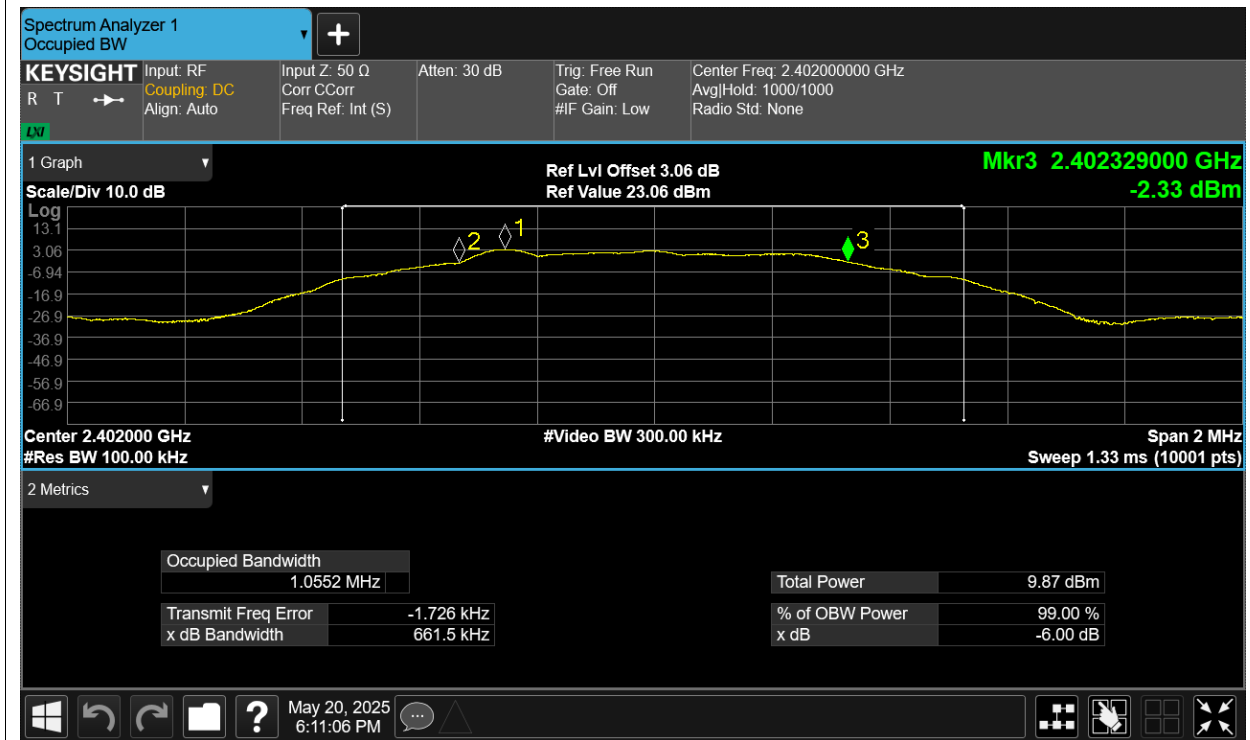 Spectrum Analyzer 1
Occupied BW
KEYSIGHT
R T
LXI
Input: RF
Coupling: DC
Align: Auto
Input Z: 50 Ω
Corr CCorr
Freq Ref: Int (S)
Atten: 30 dB
Trig: Free Run
Gate: Off
#IF Gain: Low
Center Freq: 2.402000000 GHz
Avg|Hold: 1000/1000
Radio Std: None
1 Graph
Scale/Div 10.0 dB
Ref Lvl Offset 3.06 dB
Ref Value 23.06 dBm
Mkr3 2.402329000 GHz
-2.33 dBm
Log
13.1
3.06
-6.94
-16.9
-26.9
-36.9
-46.9
-56.9
-66.9
2
1
3
Center 2.402000 GHz
#Video BW 300.00 kHz
Span 2 MHz
#Res BW 100.00 kHz
Sweep 1.33 ms (10001 pts)
2 Metrics
Occupied Bandwidth
1.0552 MHz
Transmit Freq Error -1.726 kHz
x dB Bandwidth 661.5 kHz
Total Power 9.87 dBm
% of OBW Power 99.00 %
x dB -6.00 dB
?
May 20, 2025
6:11:06 PM